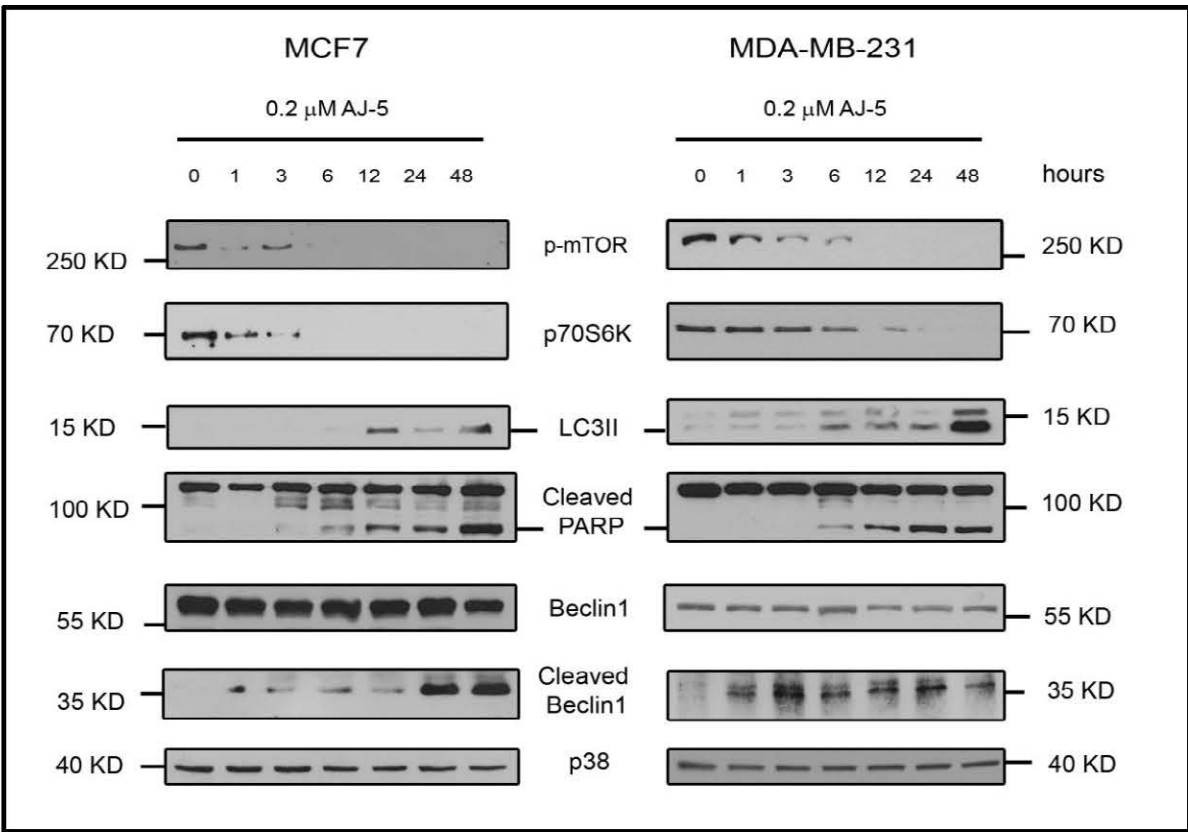 MCF7 MDA-MB-231
0.2 μM AJ-5 0.2 μM AJ-5
0 1 3 6 12 24 48 0 1 3 6 12 24 48 hours
250 KD p-mTOR 250 KD
70 KD p70S6K 70 KD
15 KD LC3II 15 KD
100 KD Cleaved 100 KD
PARP
55 KD Beclin1 55 KD
35 KD Cleaved 35 KD
Beclin1
40 KD p38 40 KD